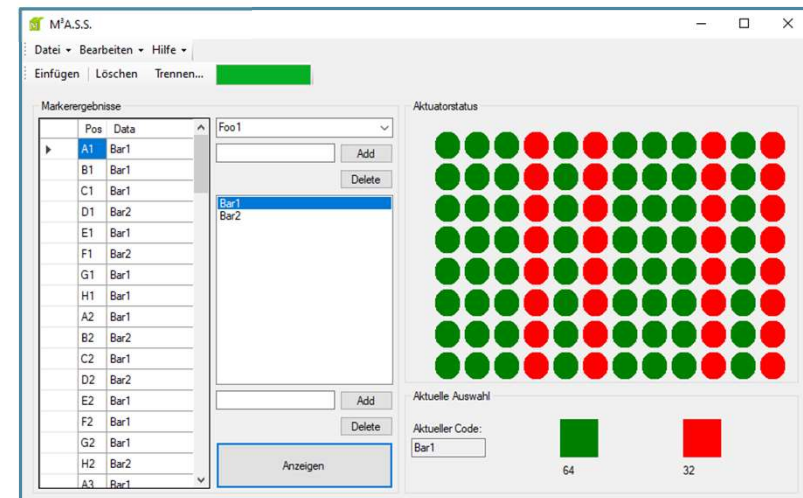 M³A.S.S.
Datei Bearbeiten Hilfe
Einfügen Löschen Trennen...
Markerergebnisse
Pos Data
A1 Bar1
B1 Bar1
C1 Bar1
D1 Bar2
E1 Bar1
F1 Bar2
G1 Bar1
H1 Bar1
A2 Bar1
B2 Bar2
C2 Bar1
D2 Bar2
E2 Bar1
F2 Bar1
G2 Bar1
H2 Bar2
A3 Bar1
Foo1
Add
Delete
Bar1
Bar2
Add
Delete
Anzeigen
Aktuatorstatus
Aktuelle Auswahl
Aktueller Code:
Bar1
64 32